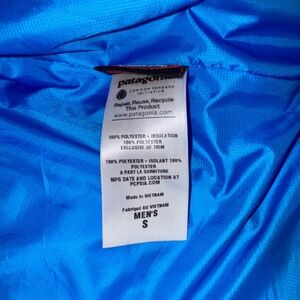 patagonia
COMMON THREADS
INITIATIVE
Repair, Reuse, Recycle
This Product
www.patagonia.com
100% POLYESTER - INSULATION
100% POLYESTER
EXCLUSIVE OF TRIM
100% POLYESTER - ISOLANT 100%
POLYESTER
A PART LA GARNITURE
MFG DATE AND LOCATION AT
PCPSIA.COM
Made in VIETNAM
Fabriqué AU VIETNAM
MEN'S
S